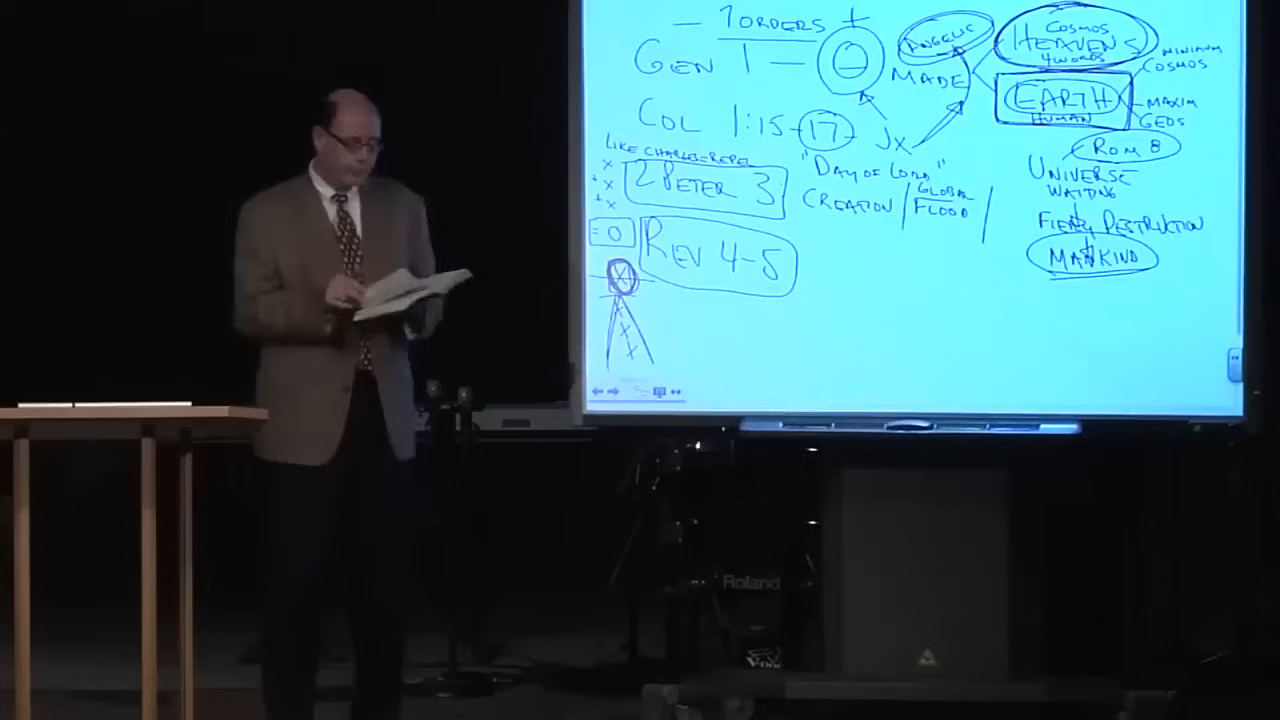 — 7 ORDERS +
GEN 1 — 0
ANGELIC
MADE
COSMOS
HEAVENS
4 WORDS
MINIMUM
COSMOS
EARTH
HUMAN
MAXIM
GEOS
COL 1:15-17 - JX
ROM 8
LIKE CHARGE REPEL
2 PETER 3
"DAY OF LORD"
CREATION / GLOBAL FLOOD /
UNIVERSE
WAITING
FIERY DESTRUCTION
MANKIND
= 0
REV 4-5
Roland